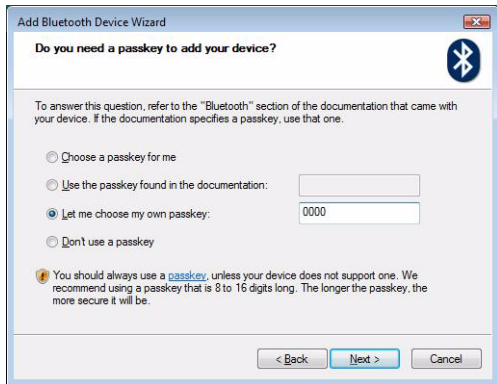 Add Bluetooth Device Wizard
Do you need a passkey to add your device?
To answer this question, refer to the "Bluetooth" section of the documentation that came with
your device. If the documentation specifies a passkey, use that one.
Choose a passkey for me
Use the passkey found in the documentation:
Let me choose my own passkey: 0000
Don't use a passkey
You should always use a passkey, unless your device does not support one. We
recommend using a passkey that is 8 to 16 digits long. The longer the passkey, the
more secure it will be.
< Back Next > Cancel